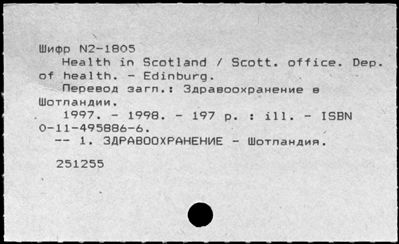 Шифр N2-1805
Health in Scotland / Scott. office. Dep.
of health. - Edinburg.
Перевод загл.: Здравоохранение в
Шотландии.
1997. - 1998. - 197 p. : ill. - ISBN
0-11-495886-6.
-- 1. ЗДРАВООХРАНЕНИЕ - Шотландия.
251255